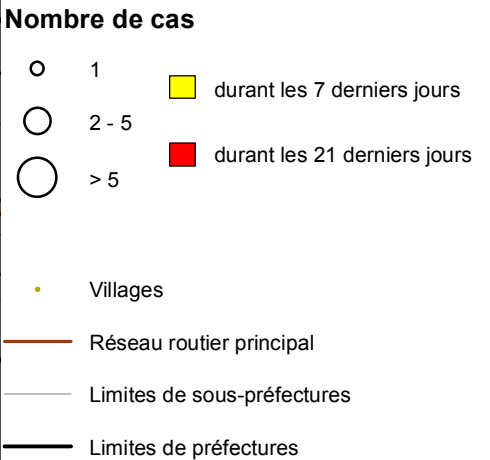 Nombre de cas
1
durant les 7 derniers jours
2 - 5
durant les 21 derniers jours
> 5
Villages
Réseau routier principal
Limites de sous-préfectures
Limites de préfectures